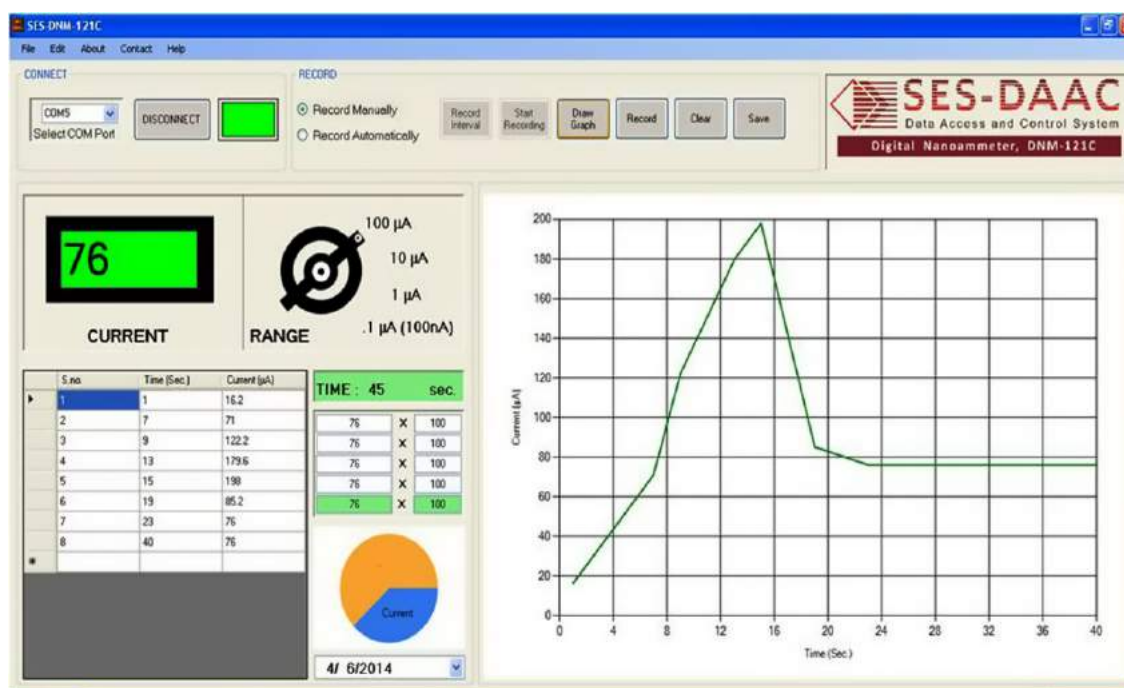 SES-DNM-121C
File Edit About Contact Help
CONNECT
COM5
Select COM Port
DISCONNECT
RECORD
Record Manually
Record Automatically
Record Interval
Start Recording
Draw Graph
Record
Clear
Save
SES-DAAC
Data Access and Control System
Digital Nanoammeter, DNM-121C
76
CURRENT
RANGE
100 µA
10 µA
1 µA
.1 µA (100nA)
S.no. Time (Sec.) Current (µA)
1 1 16.2
2 7 71
3 9 122.2
4 13 179.6
5 15 198
6 19 85.2
7 23 76
8 40 76
TIME : 45 sec.
76 X 100
76 X 100
76 X 100
76 X 100
76 X 100
Current
4/ 6/2014
Current (µA)
200
180
160
140
120
100
80
60
40
20
0
0 4 8 12 16 20 24 28 32 36 40
Time (Sec.)